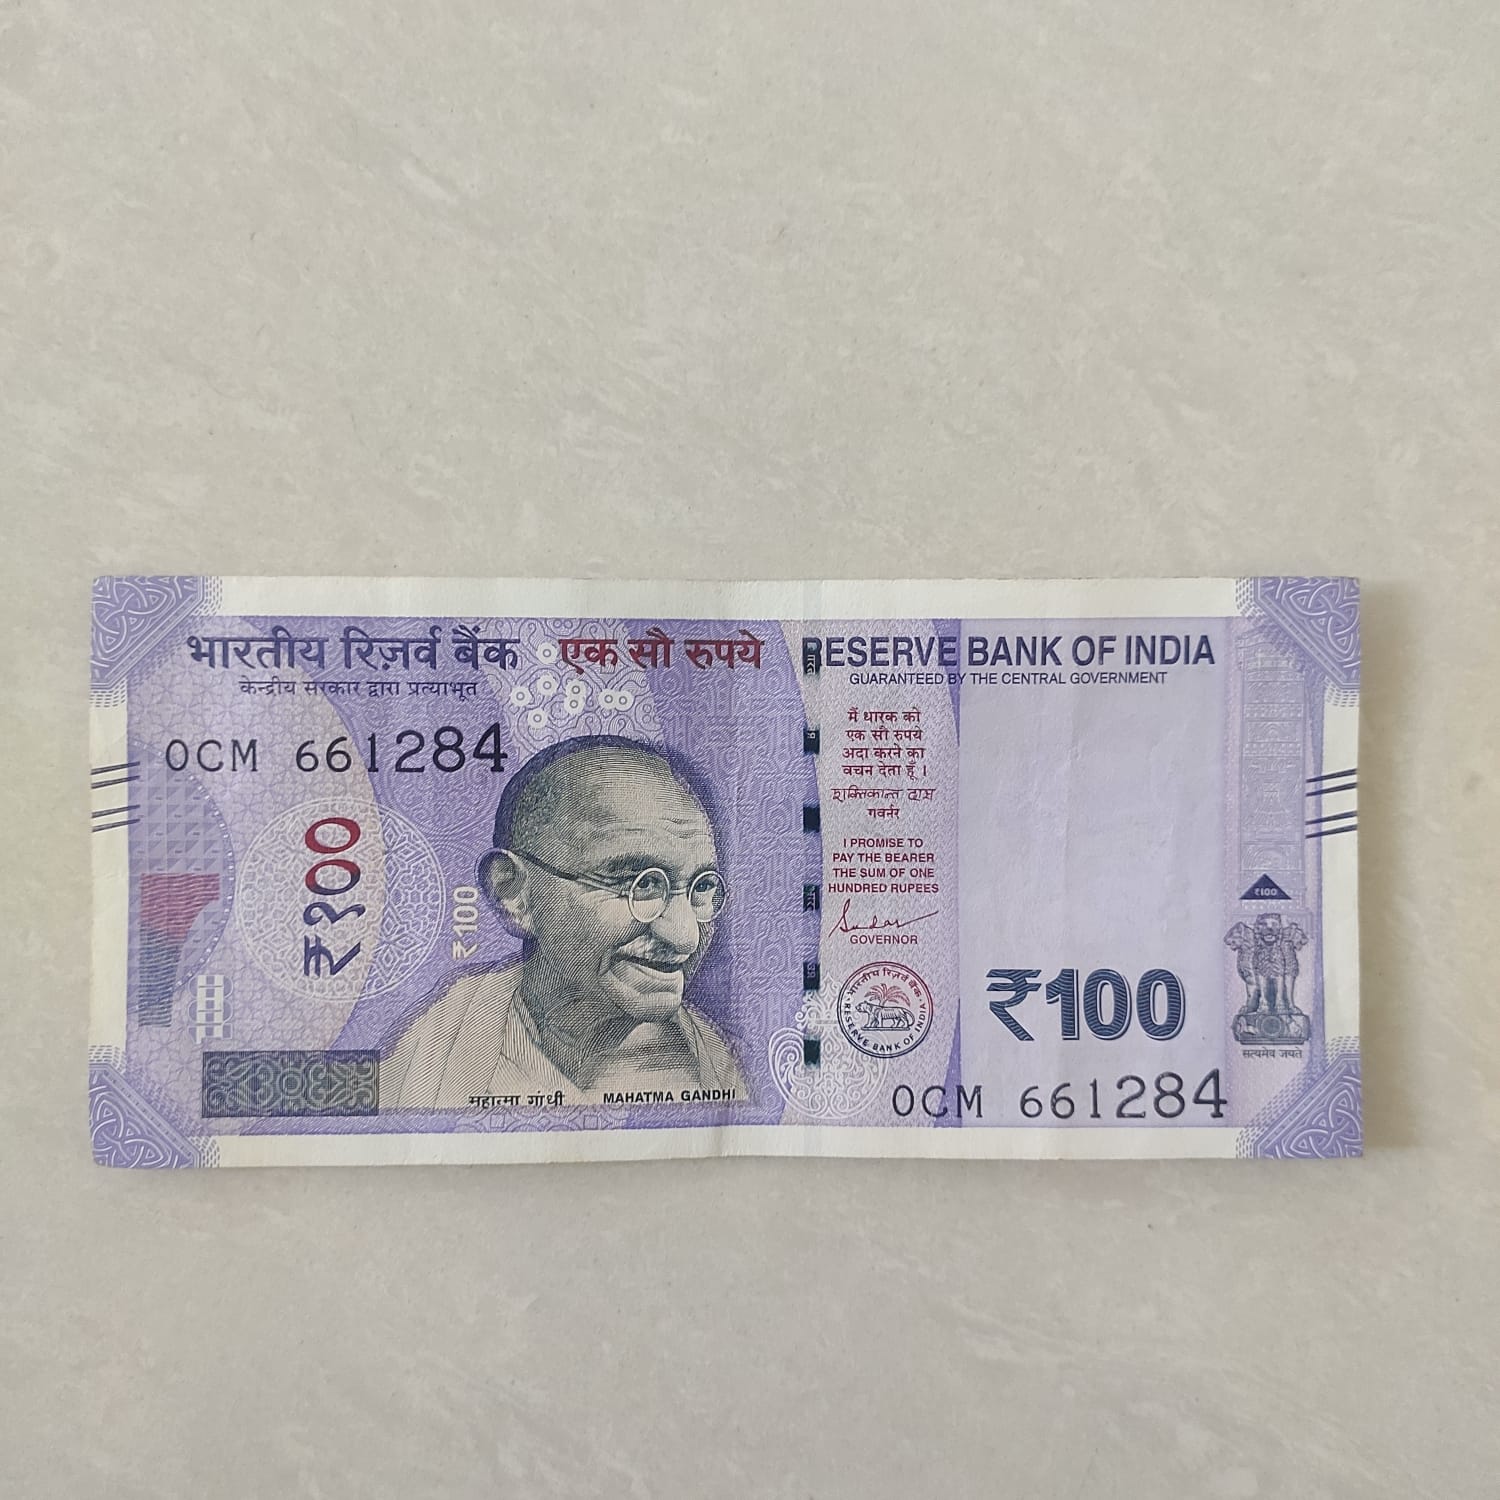 भारतीय रिज़र्व बैंक
केन्द्रीय सरकार द्वारा प्रत्याभूत
एक सौ रुपये
RESERVE BANK OF INDIA
GUARANTEED BY THE CENTRAL GOVERNMENT
0CM 661284
₹१००
₹100
मैं धारक को
एक सौ रुपये
अदा करने का
वचन देता हूँ ।
शक्तिकान्त दास
गवर्नर
I PROMISE TO
PAY THE BEARER
THE SUM OF ONE
HUNDRED RUPEES
GOVERNOR
भारतीय रिज़र्व बैंक
RESERVE BANK OF INDIA
₹100
₹100
सत्यमेव जयते
महात्मा गांधी
MAHATMA GANDHI
0CM 661284